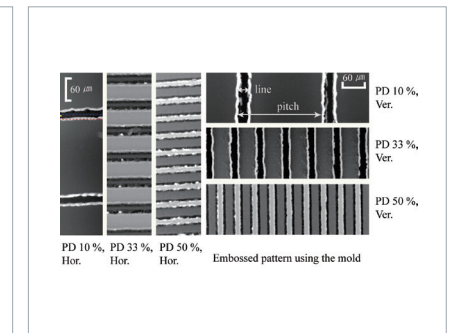 60 μm
line
60 μm
pitch
PD 10 %,
Ver.
PD 33 %,
Ver.
PD 50 %,
Ver.
PD 10 %, PD 33 %, PD 50 %,
Hor. Hor. Hor.
Embossed pattern using the mold